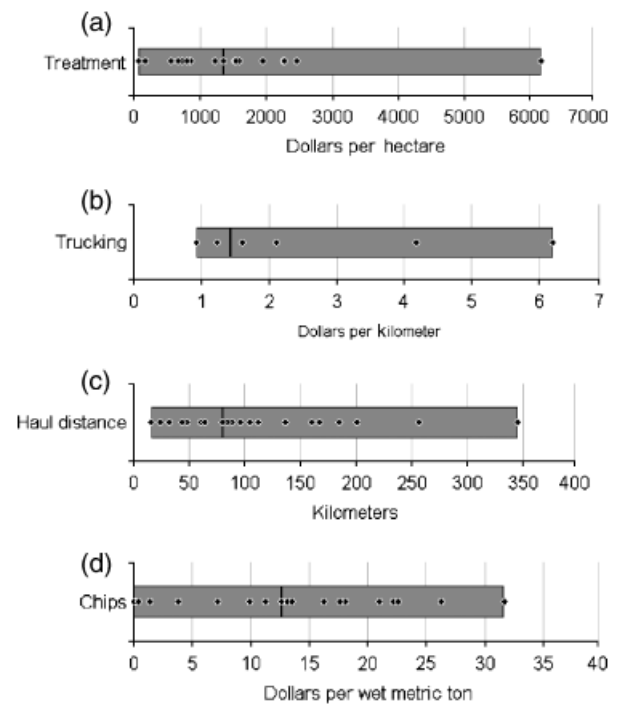 (a)
Treatment
0 1000 2000 3000 4000 5000 6000 7000
Dollars per hectare
(b)
Trucking
0 1 2 3 4 5 6 7
Dollars per kilometer
(c)
Haul distance
0 50 100 150 200 250 300 350 400
Kilometers
(d)
Chips
0 5 10 15 20 25 30 35 40
Dollars per wet metric ton